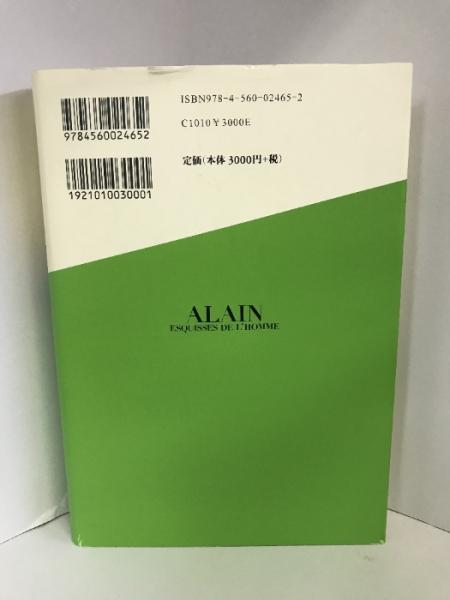 ISBN978-4-560-02465-2
C1010 ¥3000E
定価(本体3000円+税)
9784560024652
1921010030001
ALAIN
ESQUISSES DE L'HOMME